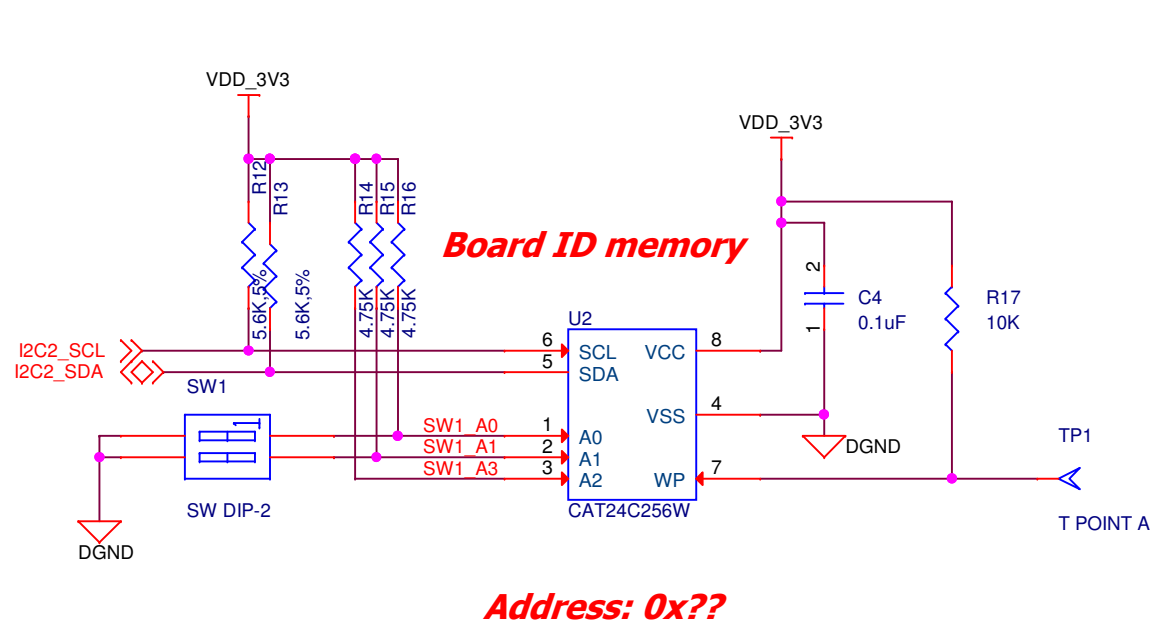 VDD_3V3
VDD_3V3
R12
R13
R14
R15
R16
Board ID memory
5.6K,5%
5.6K,5%
4.75K
4.75K
4.75K
2
1
C4
0.1uF
R17
10K
U2
I2C2_SCL
I2C2_SDA
6
5
SCL
SDA
VCC
8
SW1
1
SW1_A0
SW1_A1
SW1_A3
1
2
3
A0
A1
A2
VSS
4
WP
7
DGND
TP1
SW DIP-2
CAT24C256W
T POINT A
DGND
Address: 0x??